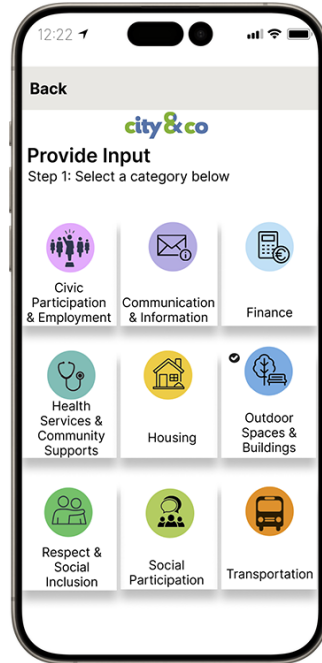 12:22
Back
city&co
Provide Input
Step 1: Select a category below
Civic
Participation
& Employment
Communication
& Information
Finance
Health
Services &
Community
Supports
Housing
Outdoor
Spaces &
Buildings
Respect &
Social
Inclusion
Social
Participation
Transportation